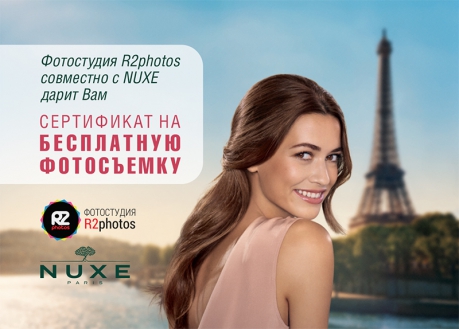 Фотостудия R2photos
совместно с NUXE
дарит Вам
СЕРТИФИКАТ НА
БЕСПЛАТНУЮ
ФОТОСЪЕМКУ
R2
photos
ФОТОСТУДИЯ
R2photos
NUXE
PARIS